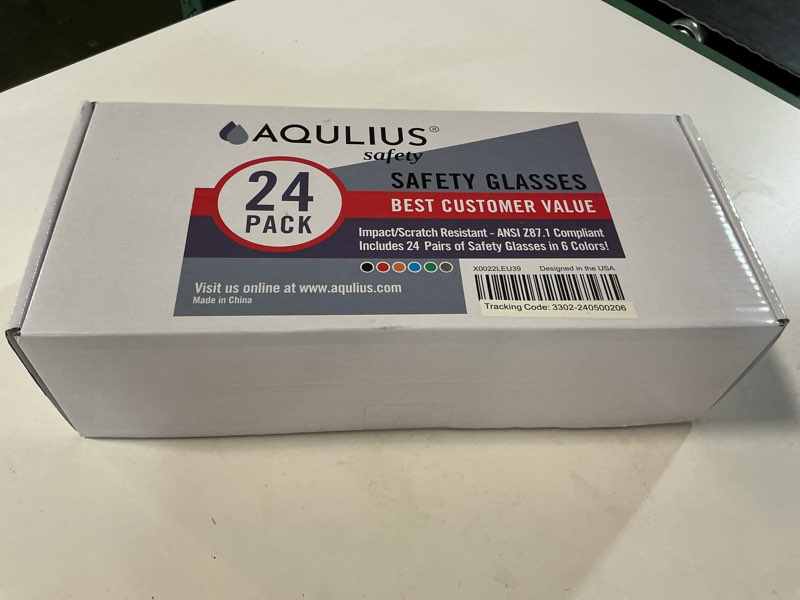 AQULIUS®
safety
24
PACK
SAFETY GLASSES
BEST CUSTOMER VALUE
Impact/Scratch Resistant - ANSI Z87.1 Compliant
Includes 24 Pairs of Safety Glasses in 6 Colors!
X0022LEU39 Designed in the USA
Visit us online at www.aqulius.com
Made in China
Tracking Code: 3302-240500206